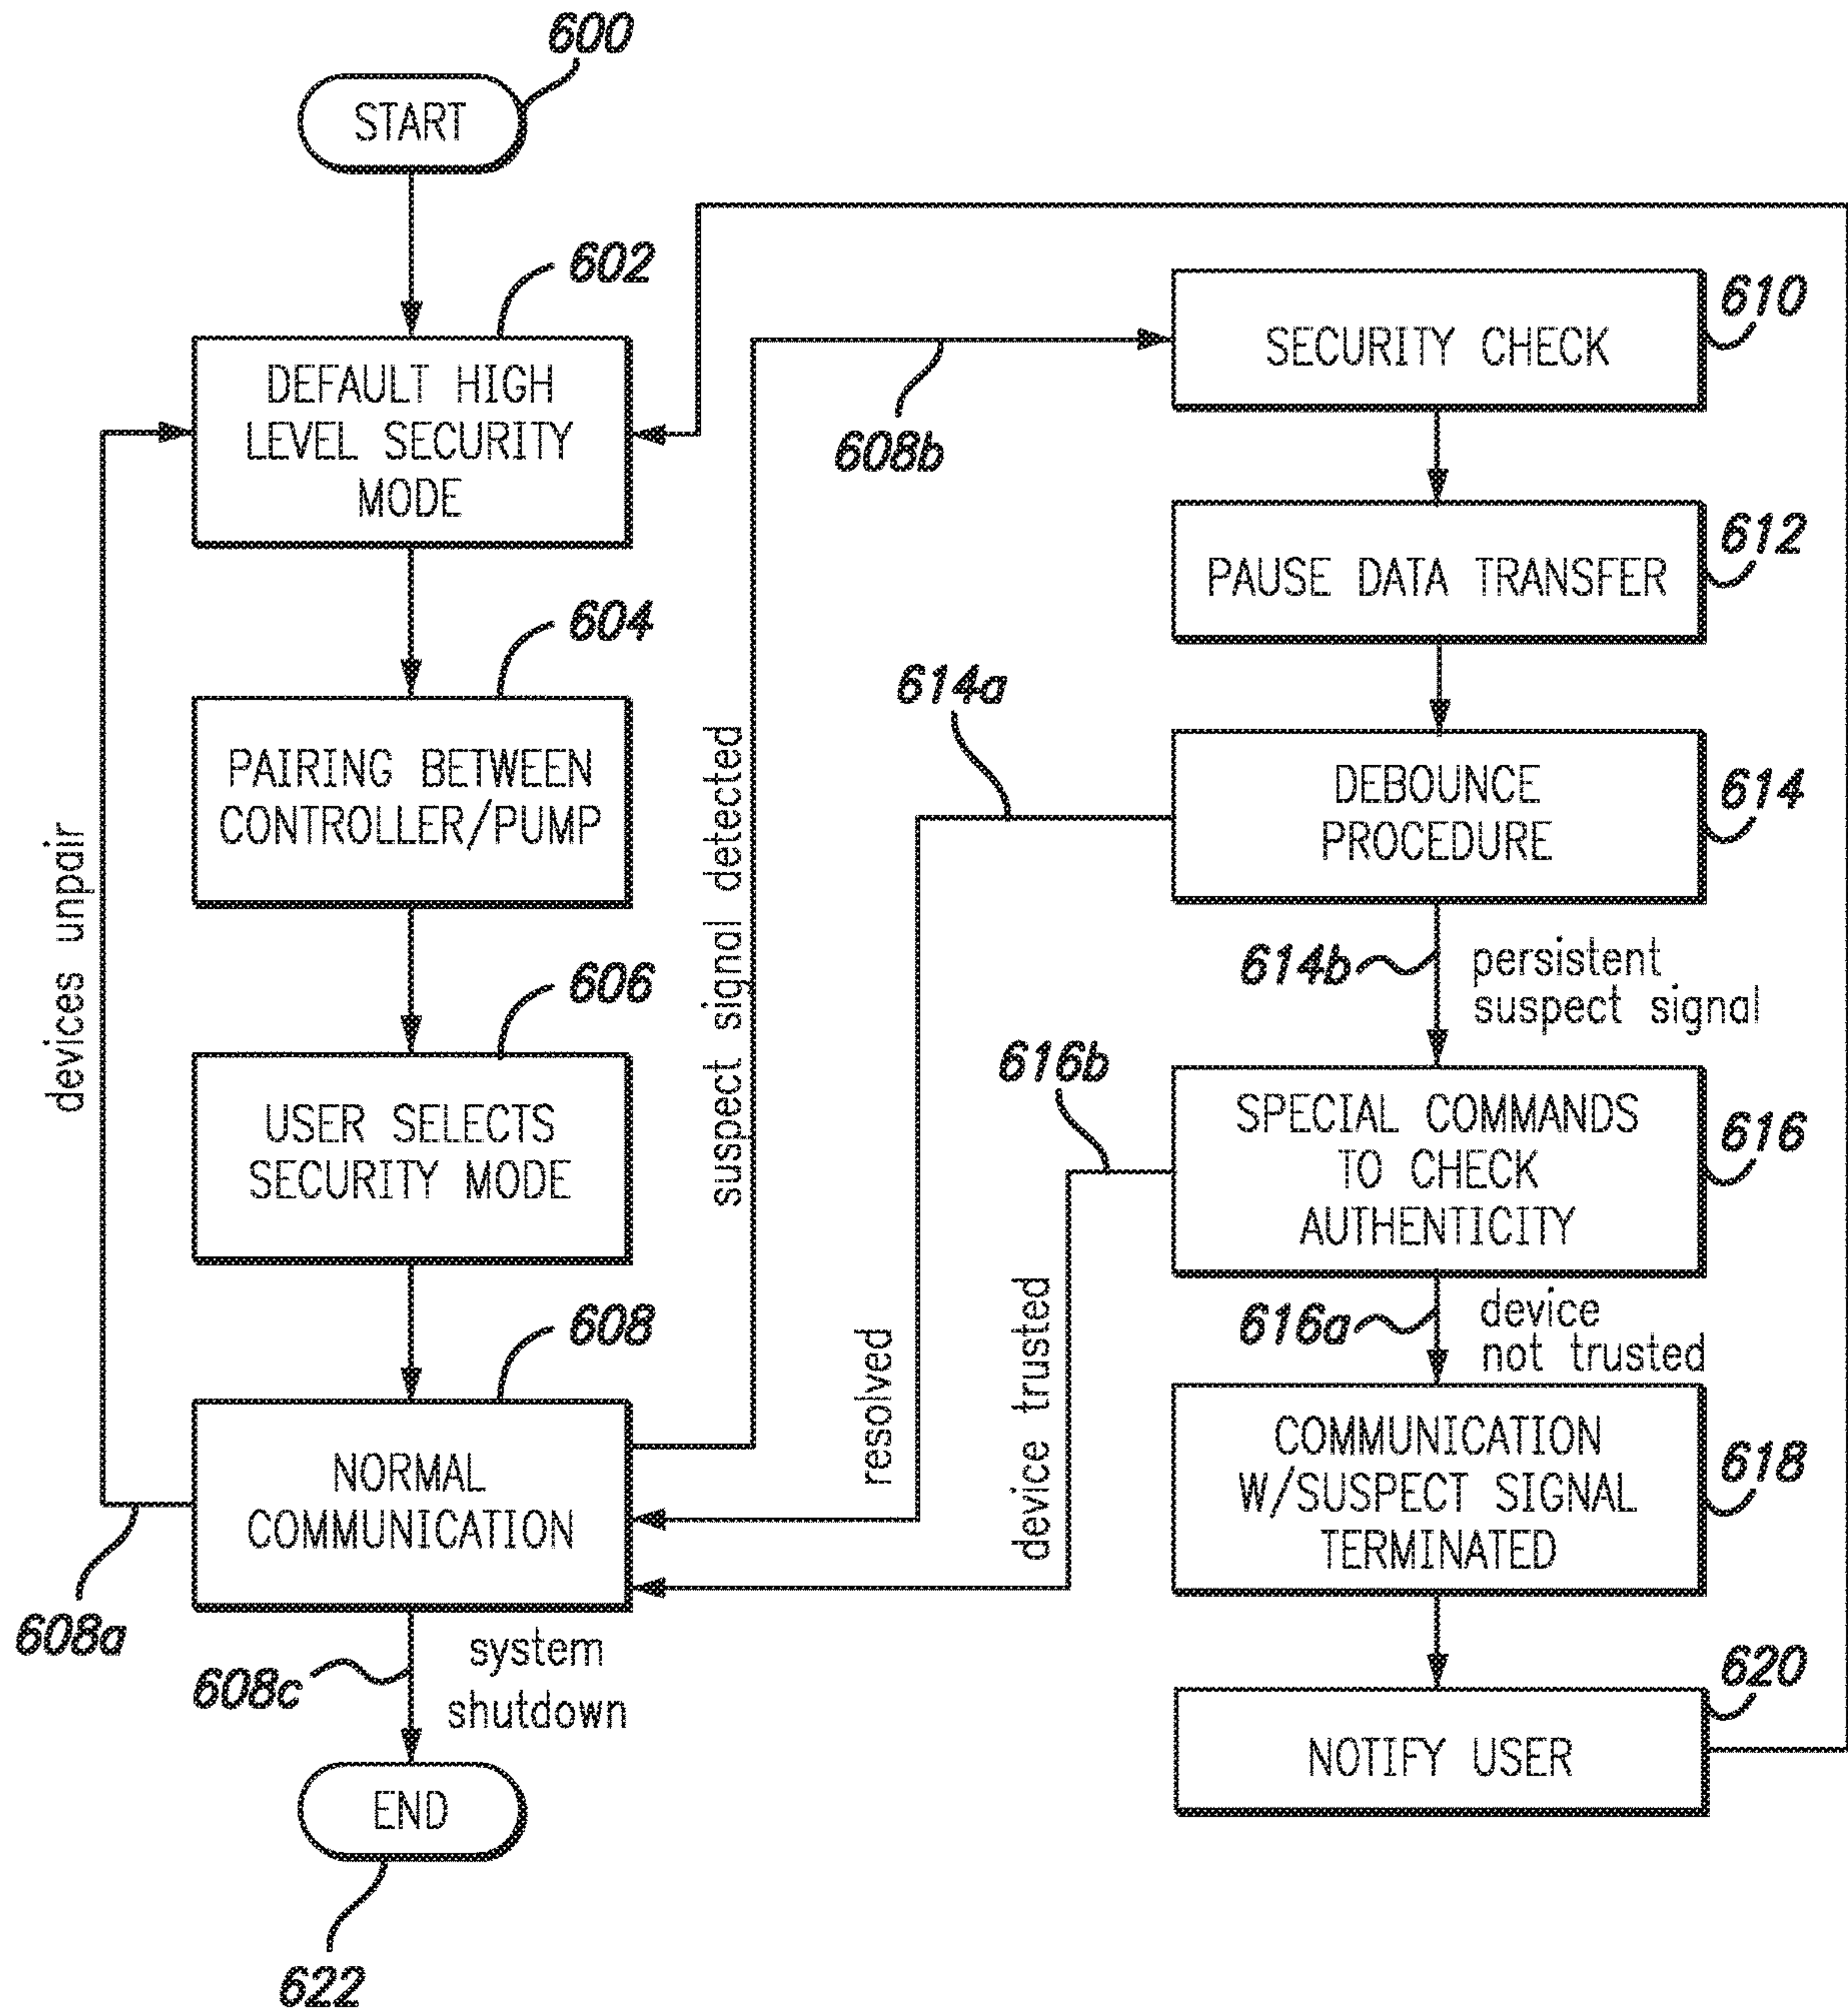 600
START
602
DEFAULT HIGH
LEVEL SECURITY
MODE
604
PAIRING BETWEEN
CONTROLLER/PUMP
606
USER SELECTS
SECURITY MODE
608
NORMAL
COMMUNICATION
devices unpair
608a
608c
system
shutdown
END
622
suspect signal detected
608b
610
SECURITY CHECK
612
PAUSE DATA TRANSFER
614a
614
DEBOUNCE
PROCEDURE
resolved
614b
persistent
suspect signal
616b
616
SPECIAL COMMANDS
TO CHECK
AUTHENTICITY
device trusted
616a
device
not trusted
618
COMMUNICATION
W/SUSPECT SIGNAL
TERMINATED
620
NOTIFY USER